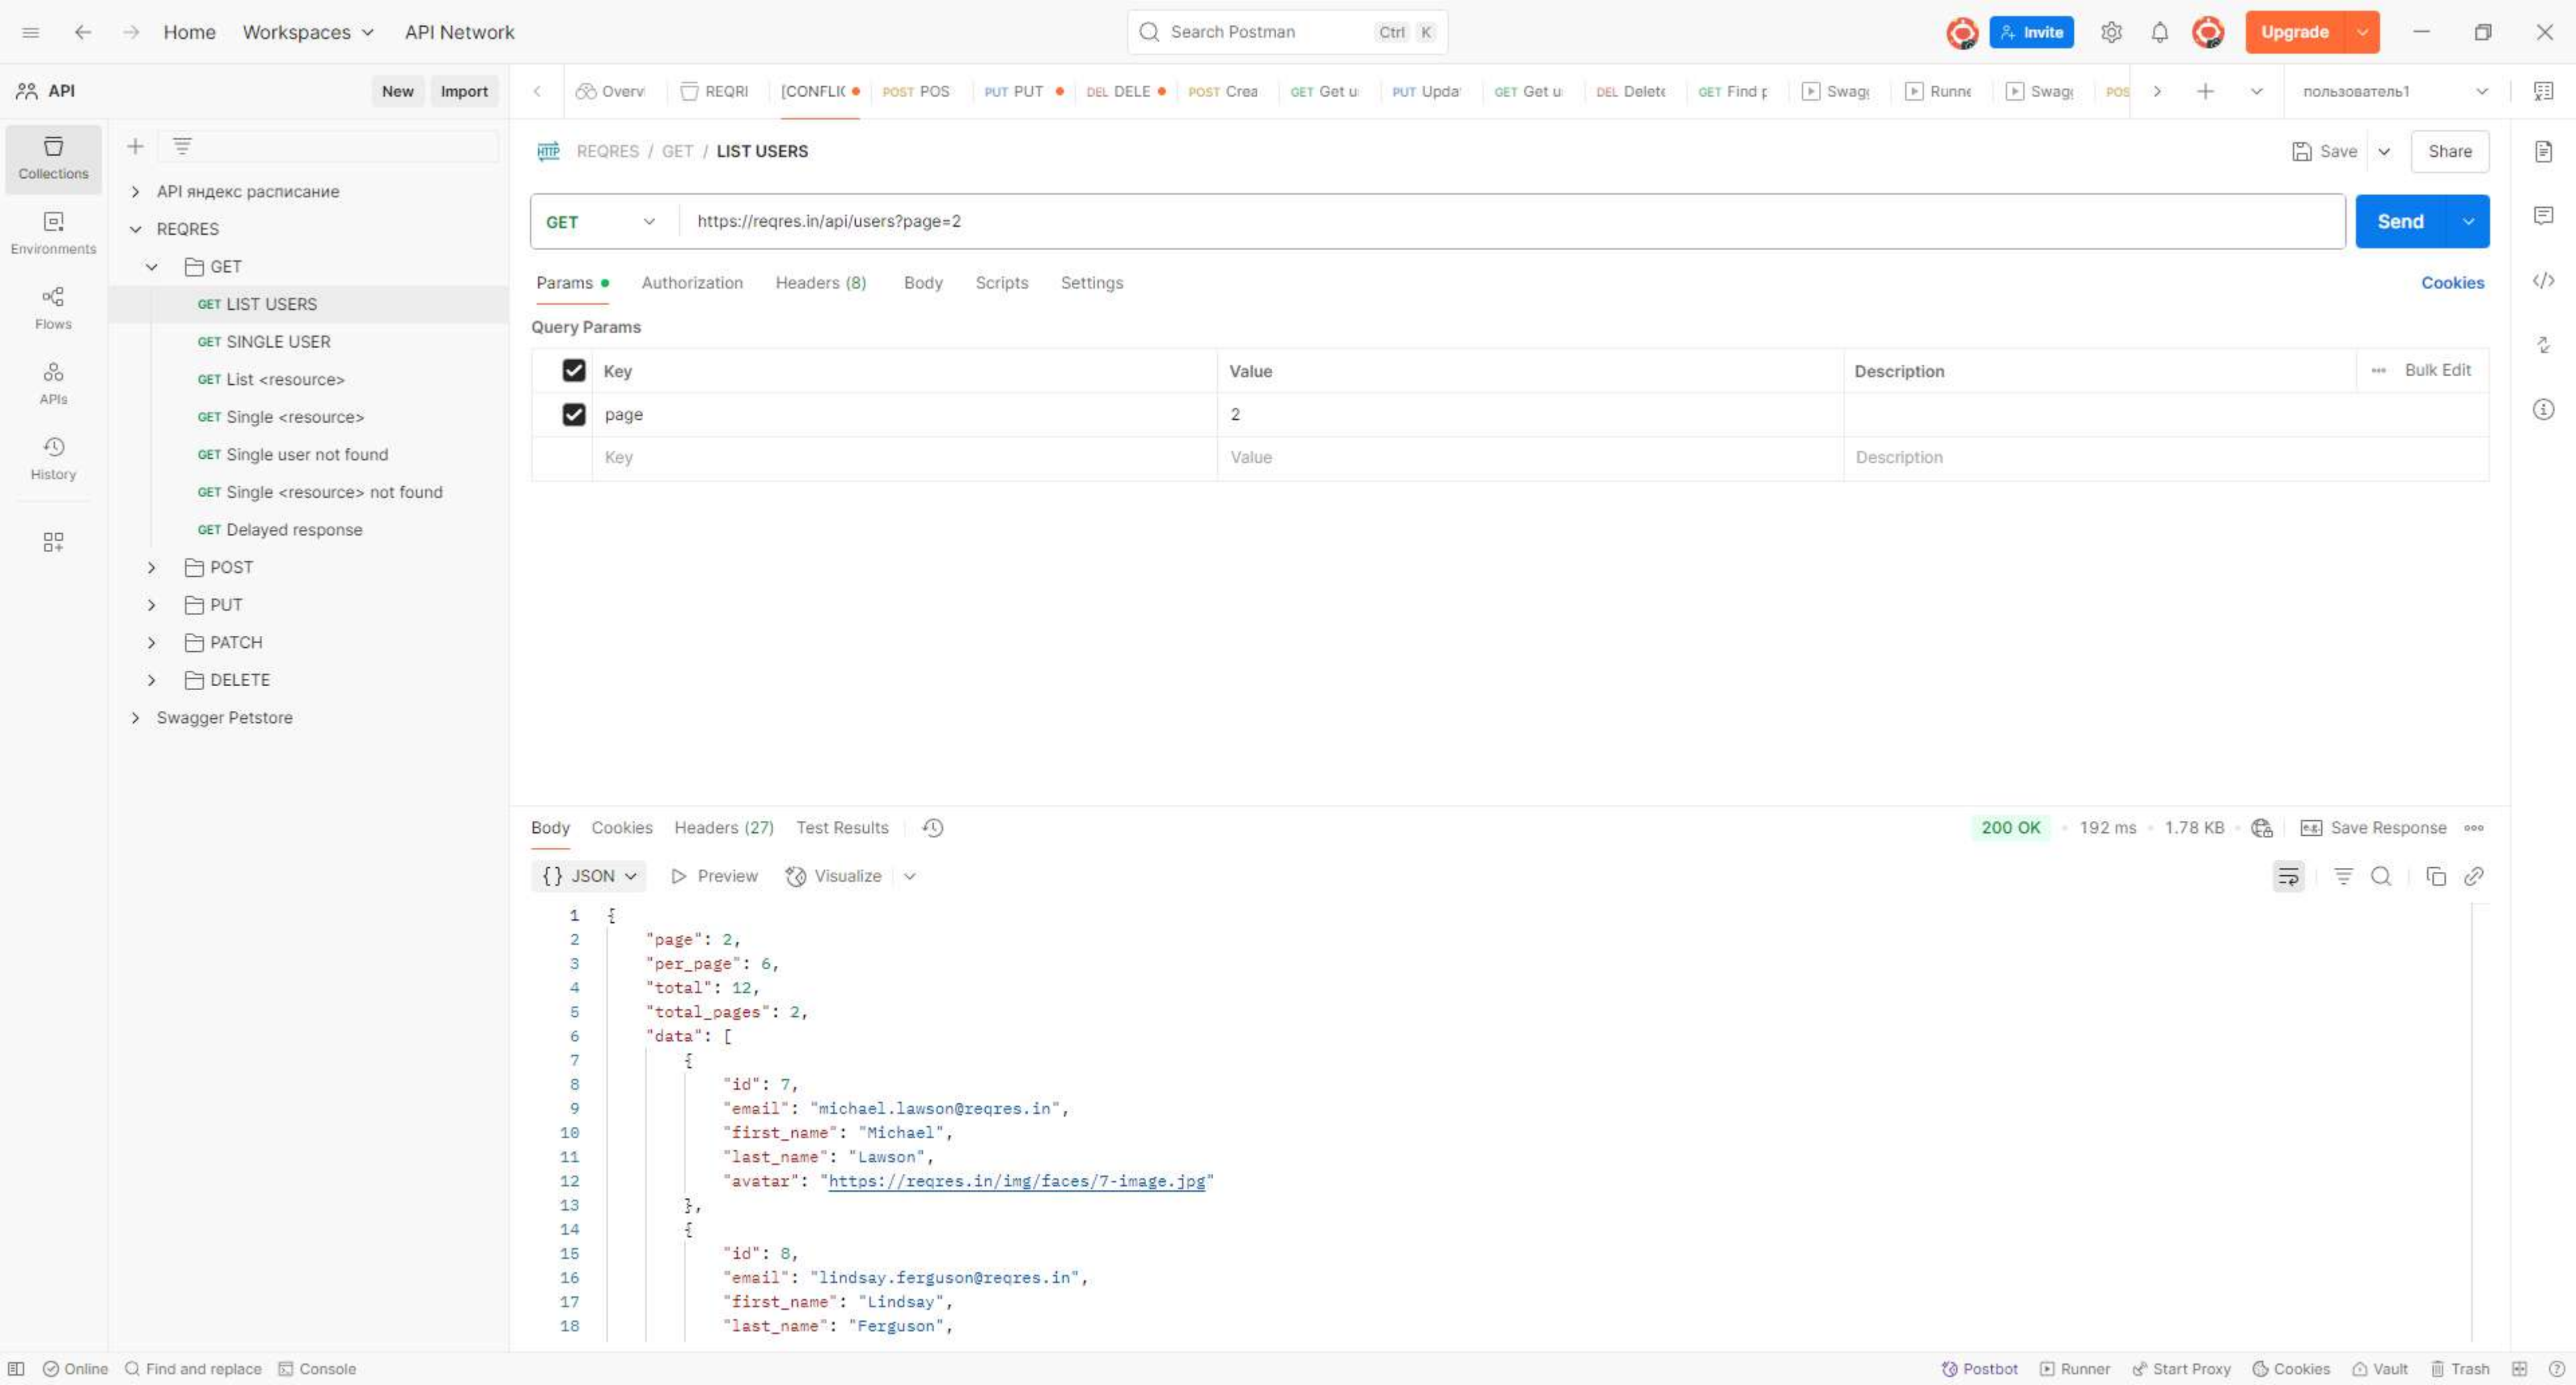 Home Workspaces API Network Search Postman Ctrl K Invite Upgrade
API New Import Overv REQRI [CONFLI POST POS PUT PUT DEL DELE POST Crea GET Get u PUT Upda GET Get u DEL Delete GET Find p Swag Runne Swag POS пользователь1
Collections
Environments
Flows
APIs
History
API яндекс расписание
REQRES
GET
GET LIST USERS
GET SINGLE USER
GET List <resource>
GET Single <resource>
GET Single user not found
GET Single <resource> not found
GET Delayed response
POST
PUT
PATCH
DELETE
Swagger Petstore
HTTP REQRES / GET / LIST USERS Save Share
GET https://reqres.in/api/users?page=2 Send
Params Authorization Headers (8) Body Scripts Settings Cookies
Query Params
Key Value Description Bulk Edit
page 2
Key Value Description
Body Cookies Headers (27) Test Results 200 OK 192 ms 1.78 KB e.g. Save Response
{} JSON Preview Visualize
1 {
2 "page": 2,
3 "per_page": 6,
4 "total": 12,
5 "total_pages": 2,
6 "data": [
7 {
8 "id": 7,
9 "email": "michael.lawson@reqres.in",
10 "first_name": "Michael",
11 "last_name": "Lawson",
12 "avatar": "https://reqres.in/img/faces/7-image.jpg"
13 },
14 {
15 "id": 8,
16 "email": "lindsay.ferguson@reqres.in",
17 "first_name": "Lindsay",
18 "last_name": "Ferguson",
Online Find and replace Console Postbot Runner Start Proxy Cookies Vault Trash